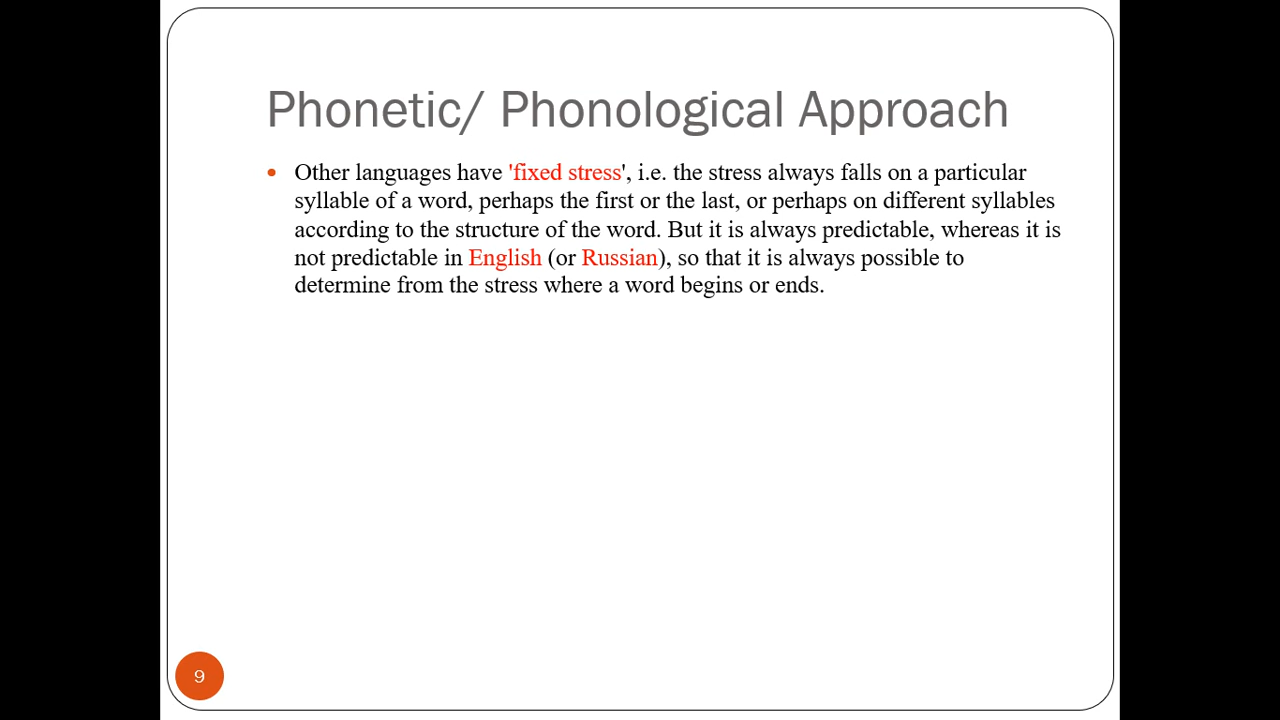 Phonetic/ Phonological Approach
• Other languages have 'fixed stress', i.e. the stress always falls on a particular
syllable of a word, perhaps the first or the last, or perhaps on different syllables
according to the structure of the word. But it is always predictable, whereas it is
not predictable in English (or Russian), so that it is always possible to
determine from the stress where a word begins or ends.
9